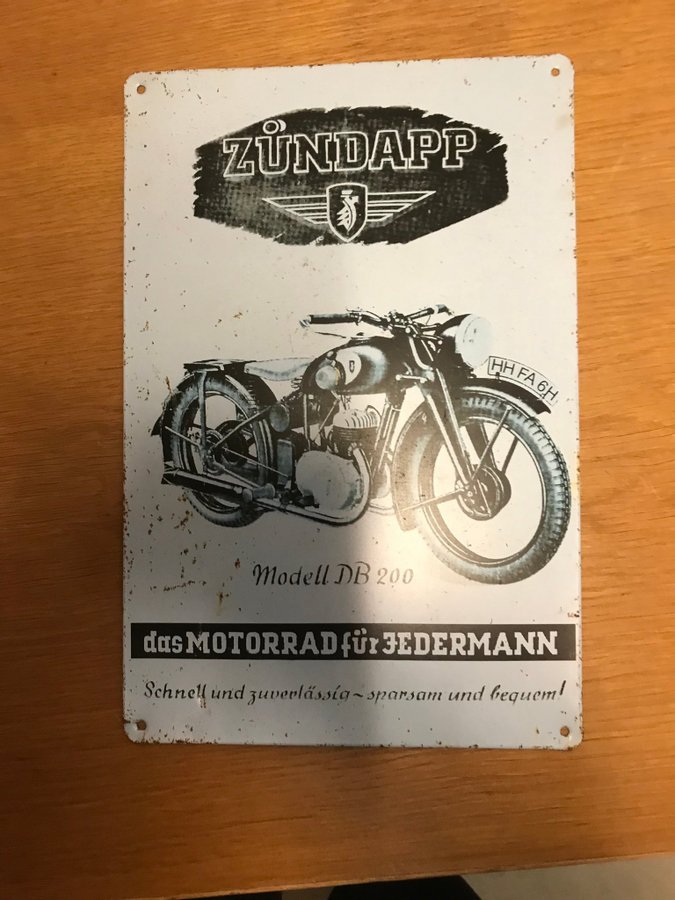 ZÜNDAPP
HH FA 6H
Modell DB 200
das MOTORRAD für JEDERMANN
Schnell und zuverlässig ~ sparsam und bequem!